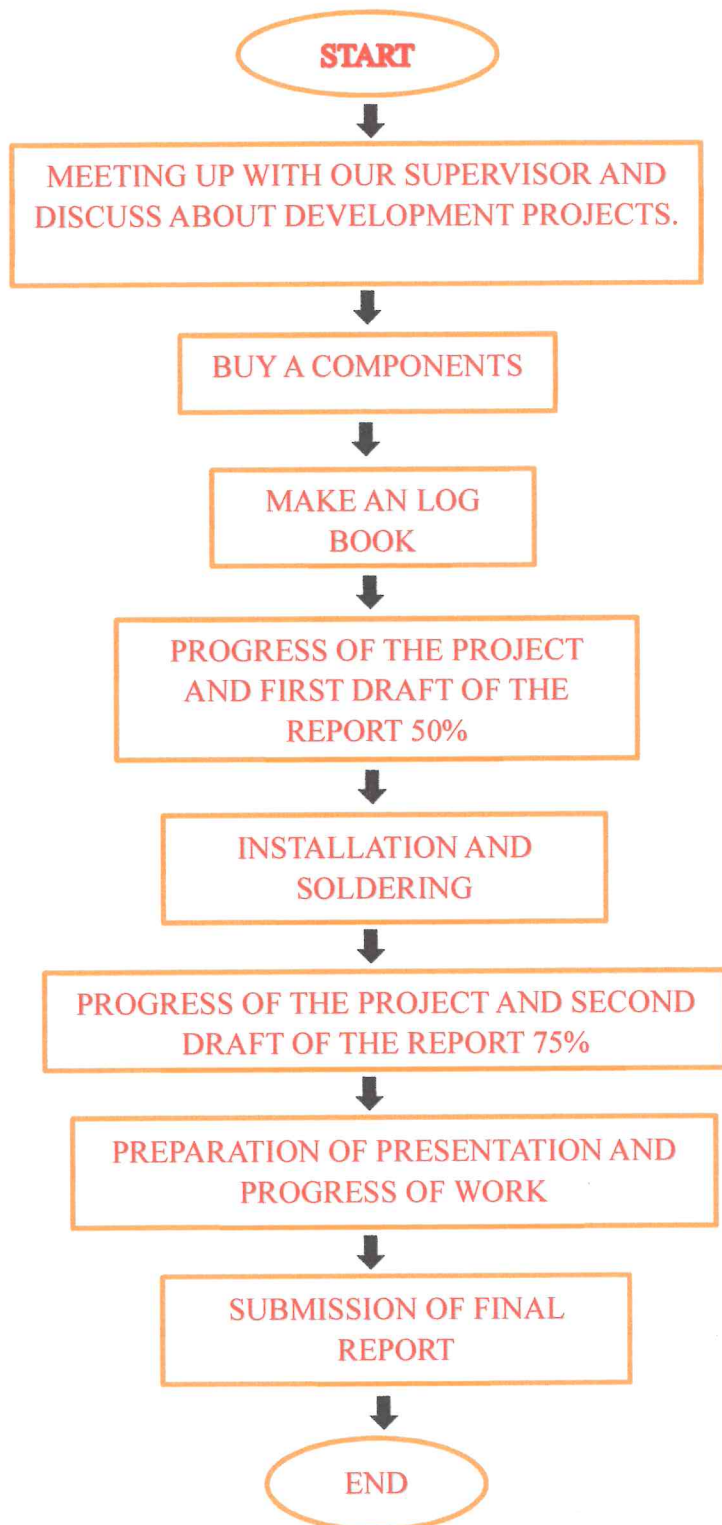 START
MEETING UP WITH OUR SUPERVISOR AND
DISCUSS ABOUT DEVELOPMENT PROJECTS.
BUY A COMPONENTS
MAKE AN LOG
BOOK
PROGRESS OF THE PROJECT
AND FIRST DRAFT OF THE
REPORT 50%
INSTALLATION AND
SOLDERING
PROGRESS OF THE PROJECT AND SECOND
DRAFT OF THE REPORT 75%
PREPARATION OF PRESENTATION AND
PROGRESS OF WORK
SUBMISSION OF FINAL
REPORT
END